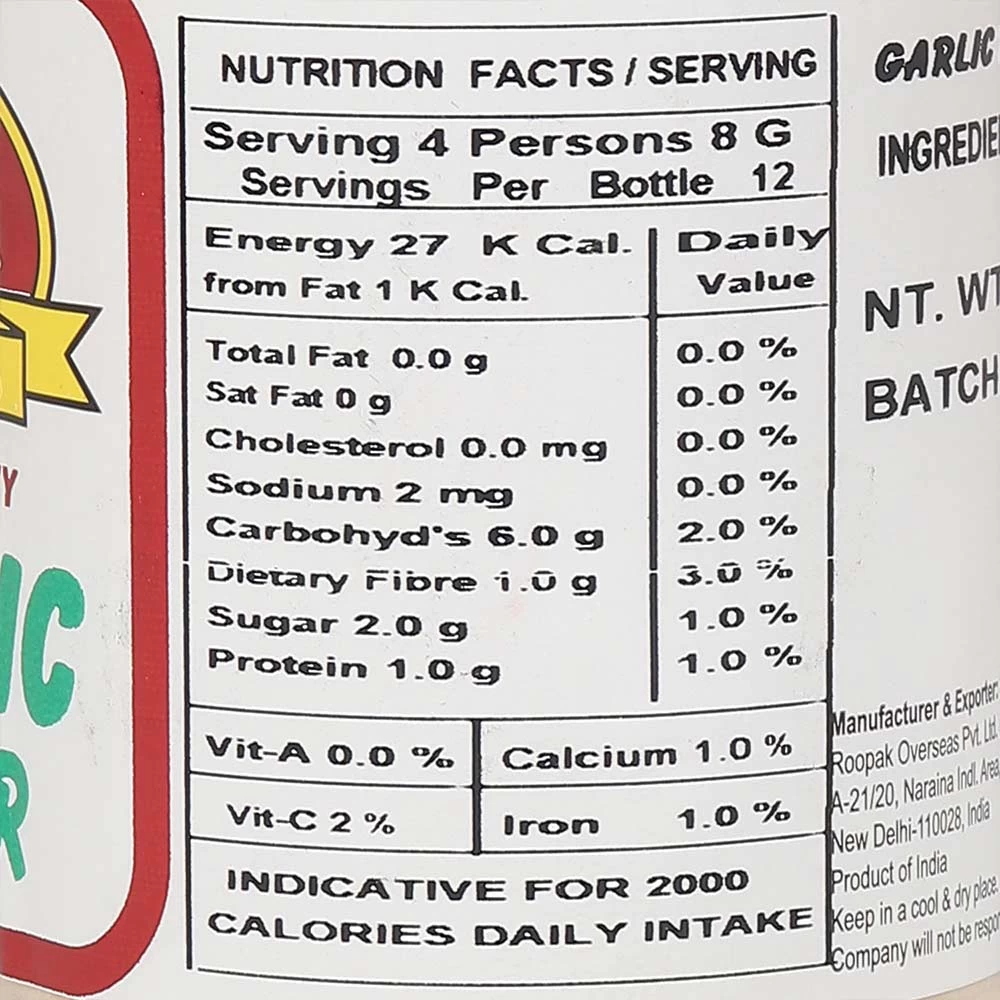 NUTRITION FACTS / SERVING
Serving 4 Persons 8 G
Servings Per Bottle 12
Energy 27 K Cal.
from Fat 1 K Cal.
Daily
Value
Total Fat 0.0 g 0.0 %
Sat Fat 0 g 0.0 %
Cholesterol 0.0 mg 0.0 %
Sodium 2 mg 0.0 %
Carbohyd's 6.0 g 2.0 %
Dietary Fibre 1.0 g 3.0 %
Sugar 2.0 g 1.0 %
Protein 1.0 g 1.0 %
Vit-A 0.0 % Calcium 1.0 %
Vit-C 2 % Iron 1.0 %
INDICATIVE FOR 2000
CALORIES DAILY INTAKE
GARLIC
NT. WT
BATCH
Manufacturer & Exporter:
Roopak Overseas Pvt. Ltd.
A-21/20, Naraina Indl. Area,
New Delhi-110028, India
Product of India
Keep in a cool & dry place.
Company will not be